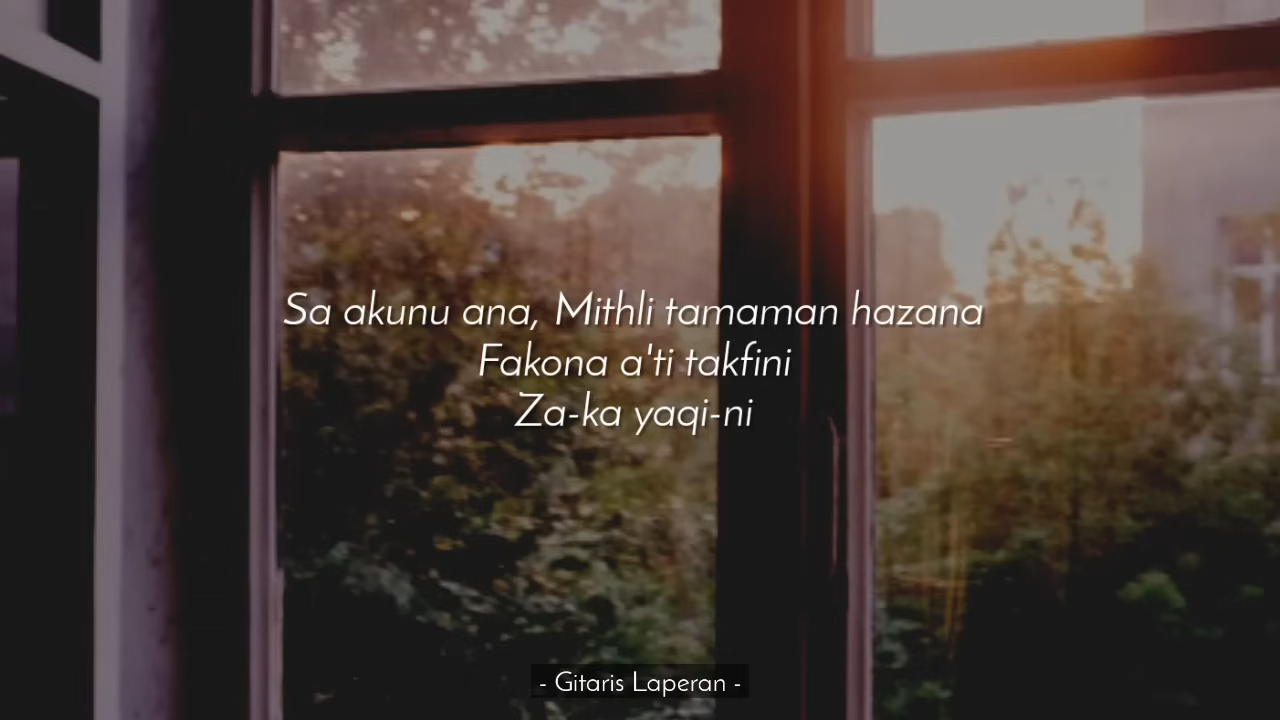 Sa akunu ana, Mithli tamaman hazana
Fakona a'ti takfini
Za-ka yaqi-ni
- Gitaris Laperan -